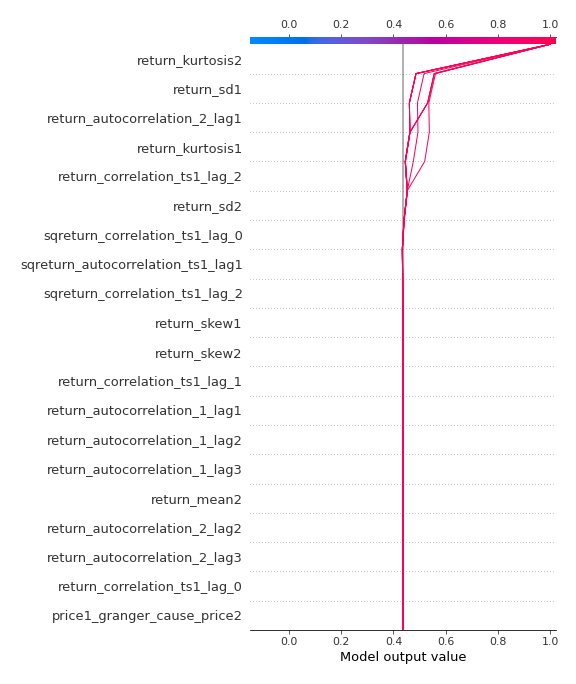 0.0 0.2 0.4 0.6 0.8 1.0
return_kurtosis2
return_sd1
return_autocorrelation_2_lag1
return_kurtosis1
return_correlation_ts1_lag_2
return_sd2
sqreturn_correlation_ts1_lag_0
sqreturn_autocorrelation_ts1_lag1
sqreturn_correlation_ts1_lag_2
return_skew1
return_skew2
return_correlation_ts1_lag_1
return_autocorrelation_1_lag1
return_autocorrelation_1_lag2
return_autocorrelation_1_lag3
return_mean2
return_autocorrelation_2_lag2
return_autocorrelation_2_lag3
return_correlation_ts1_lag_0
price1_granger_cause_price2
0.0 0.2 0.4 0.6 0.8 1.0
Model output value